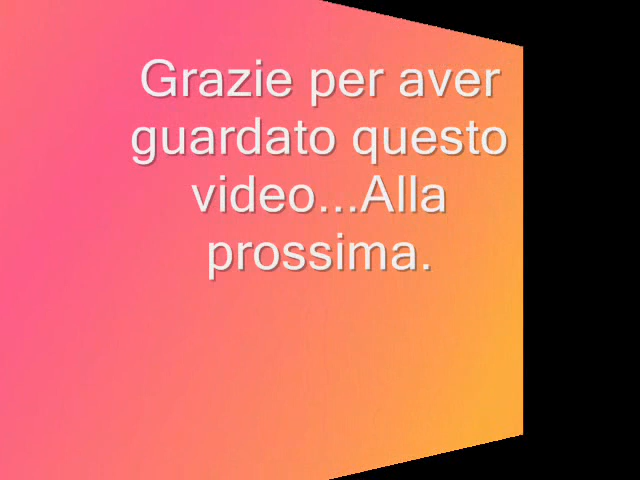 Grazie per aver
guardato questo
video...Alla
prossima.